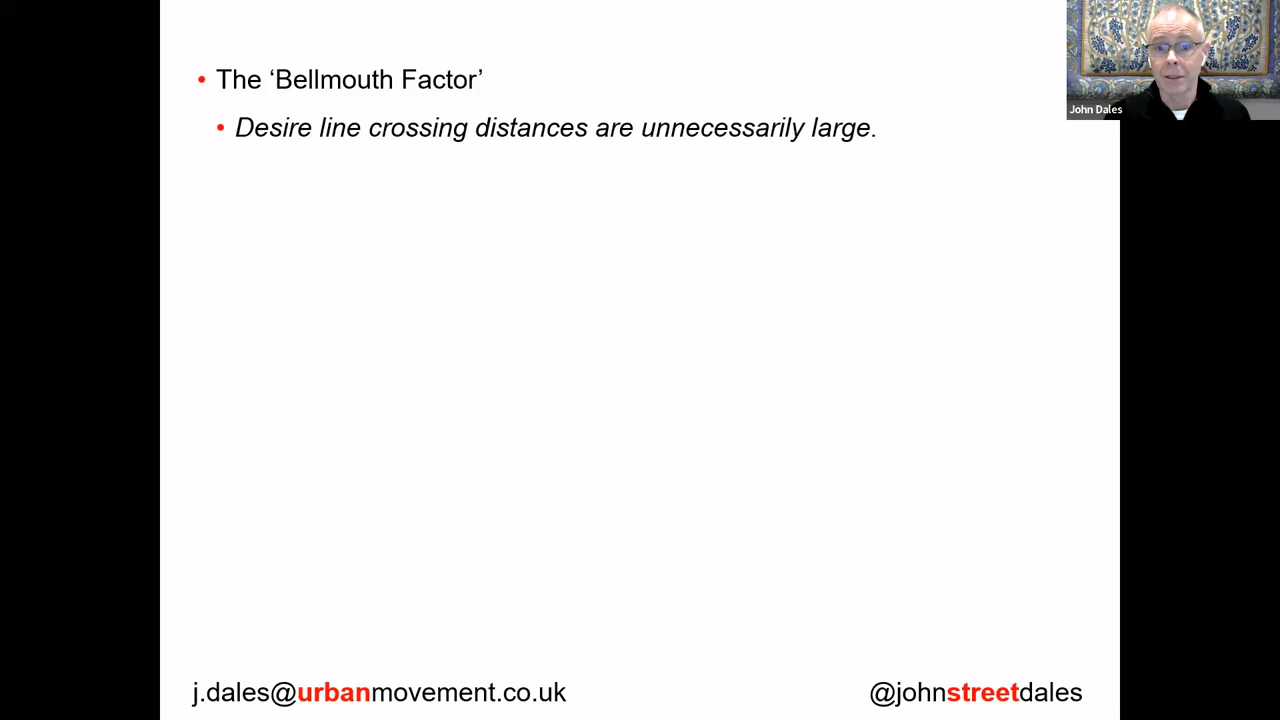 The ‘Bellmouth Factor’
Desire line crossing distances are unnecessarily large.
John Dales
j.dales@urbanmovement.co.uk
@johnstreetdales